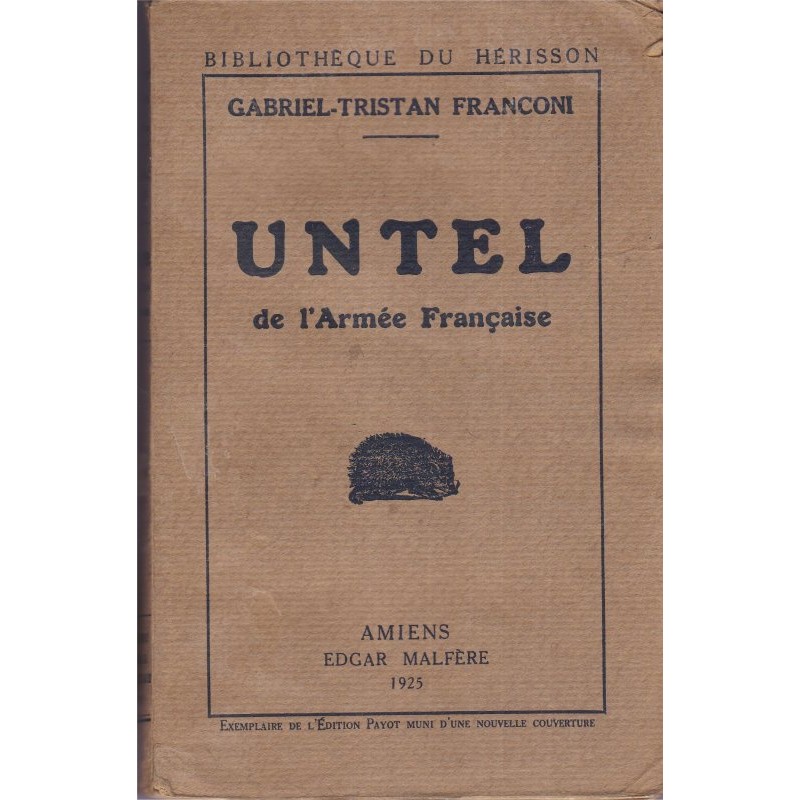 BIBLIOTHÈQUE DU HÉRISSON
GABRIEL-TRISTAN FRANCONI
UNTEL
de l'Armée Française
AMIENS
EDGAR MALFÈRE
1925
EXEMPLAIRE DE L'ÉDITION PAYOT MUNI D'UNE NOUVELLE COUVERTURE